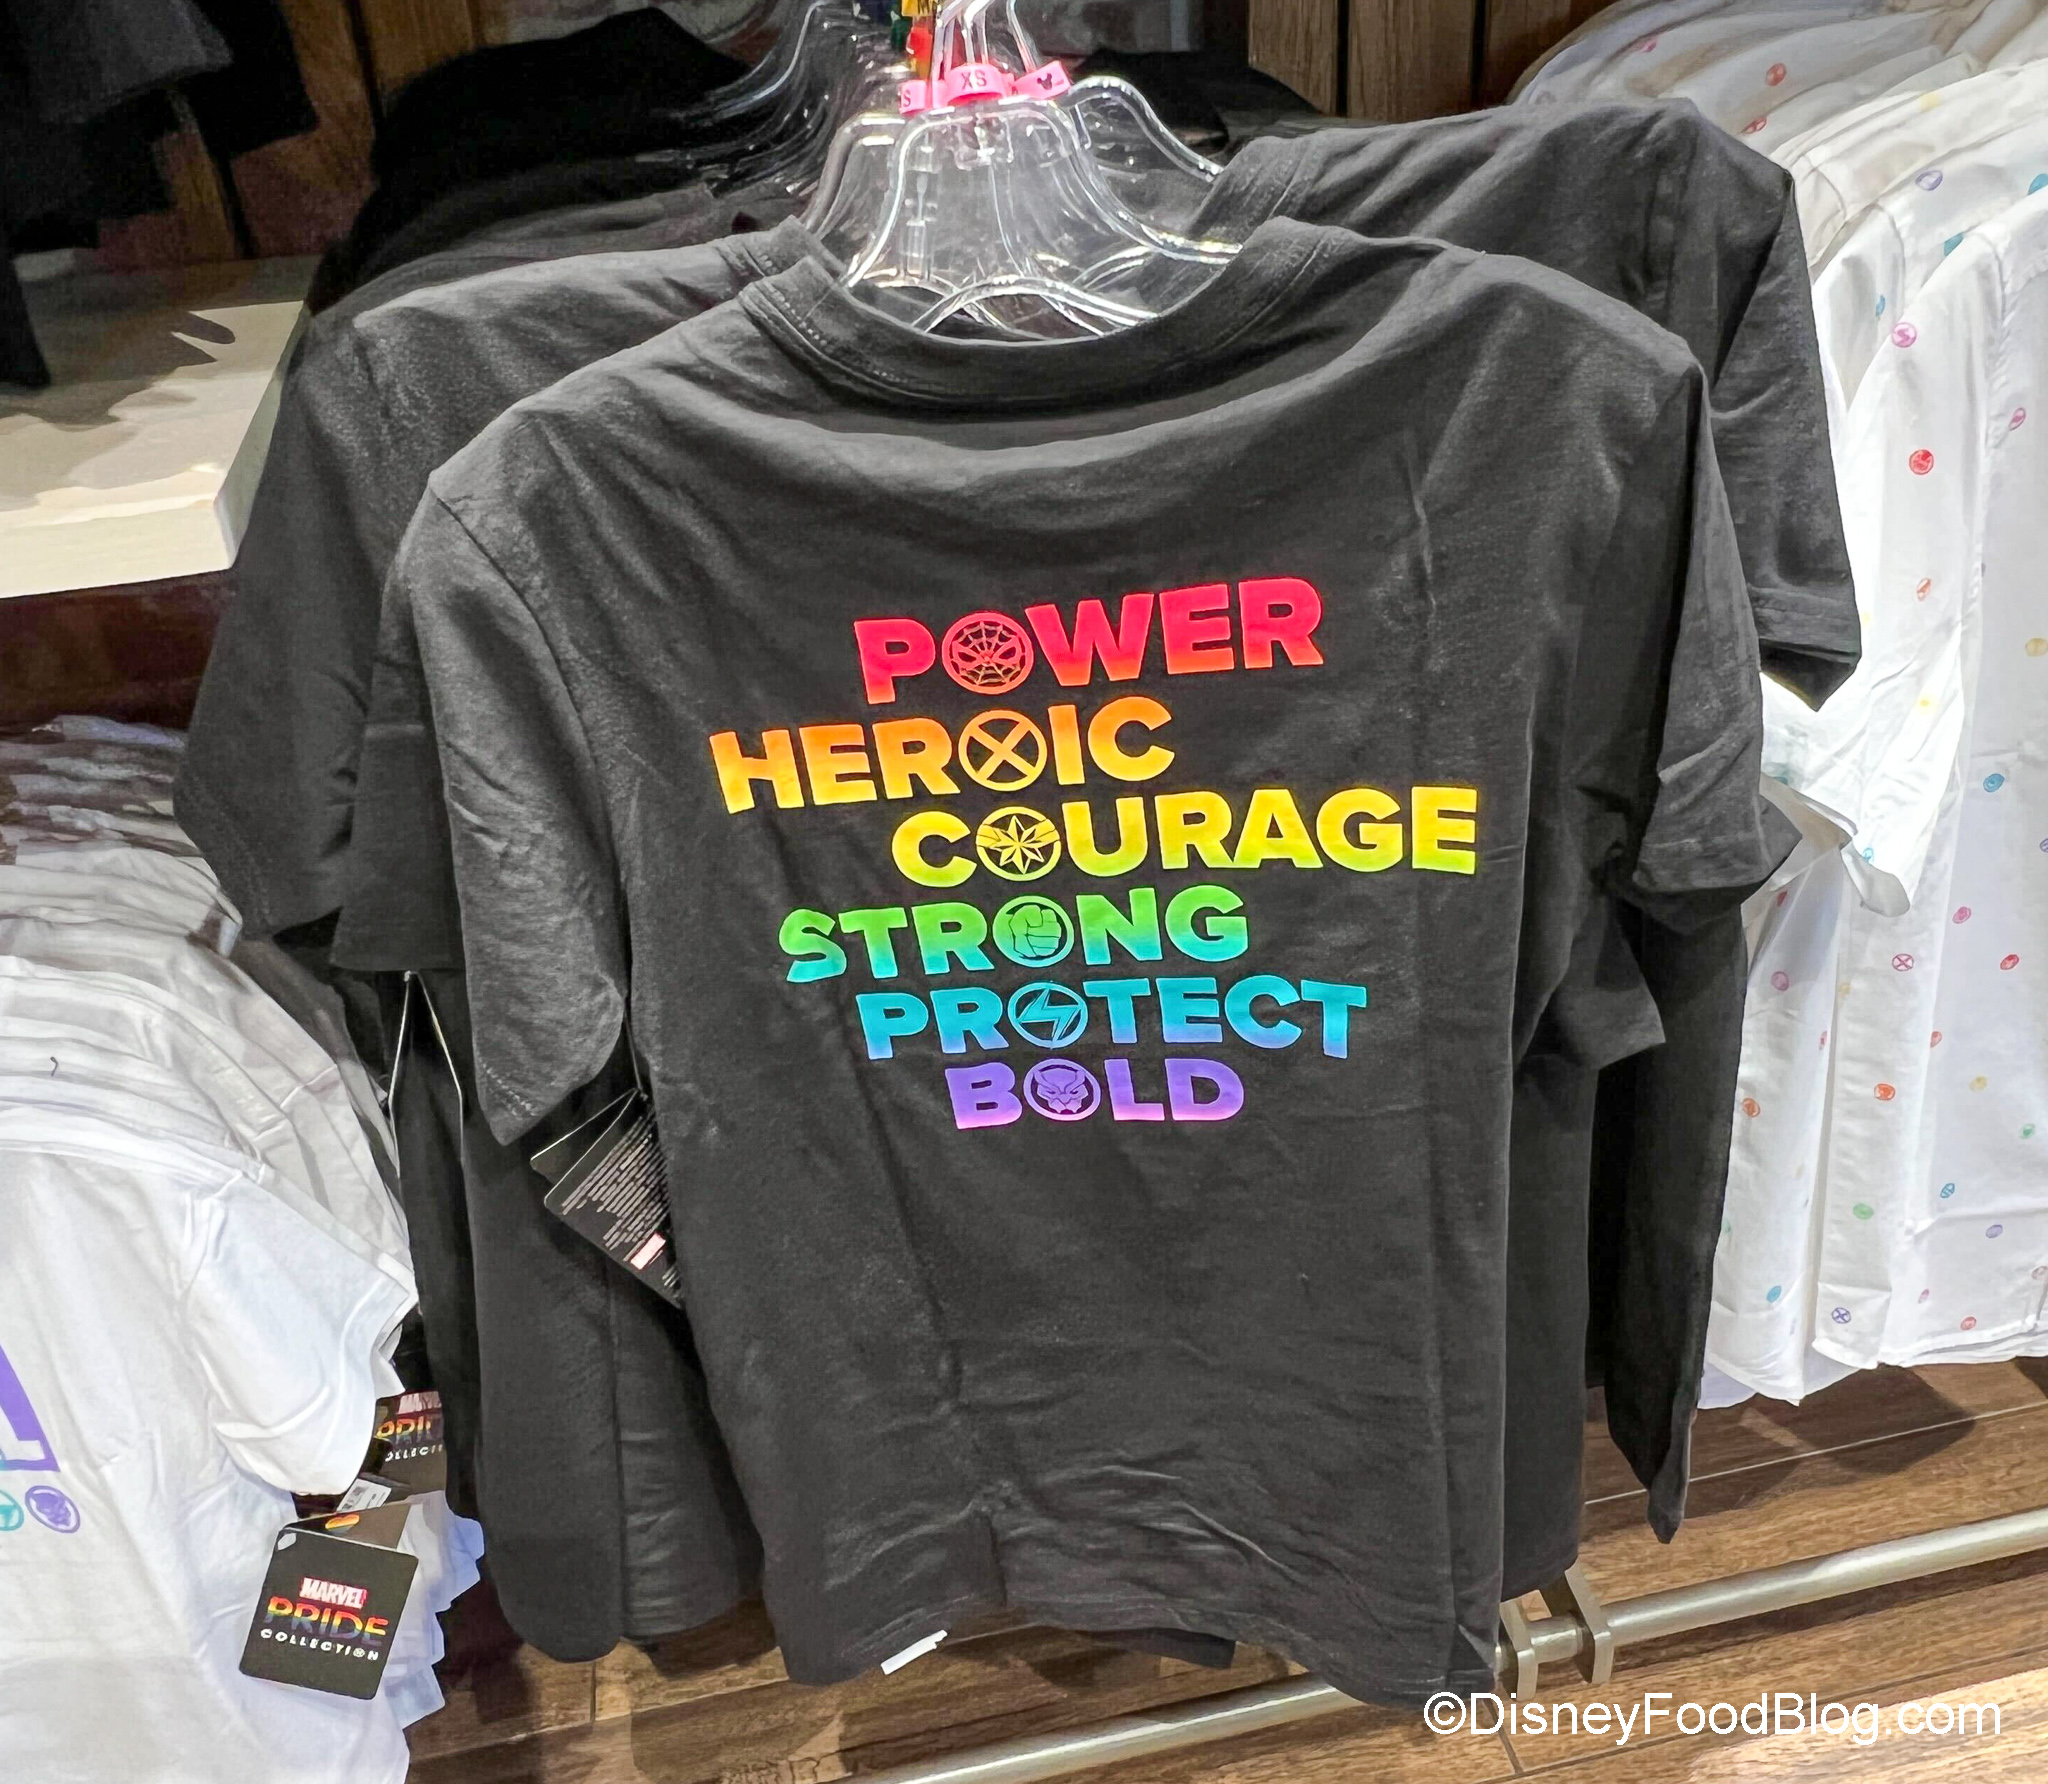 XS
POWER
HEROIC
COURAGE
STRONG
PROTECT
BOLD
MARVEL
PRIDE
COLLECTION
©DisneyFoodBlog.com